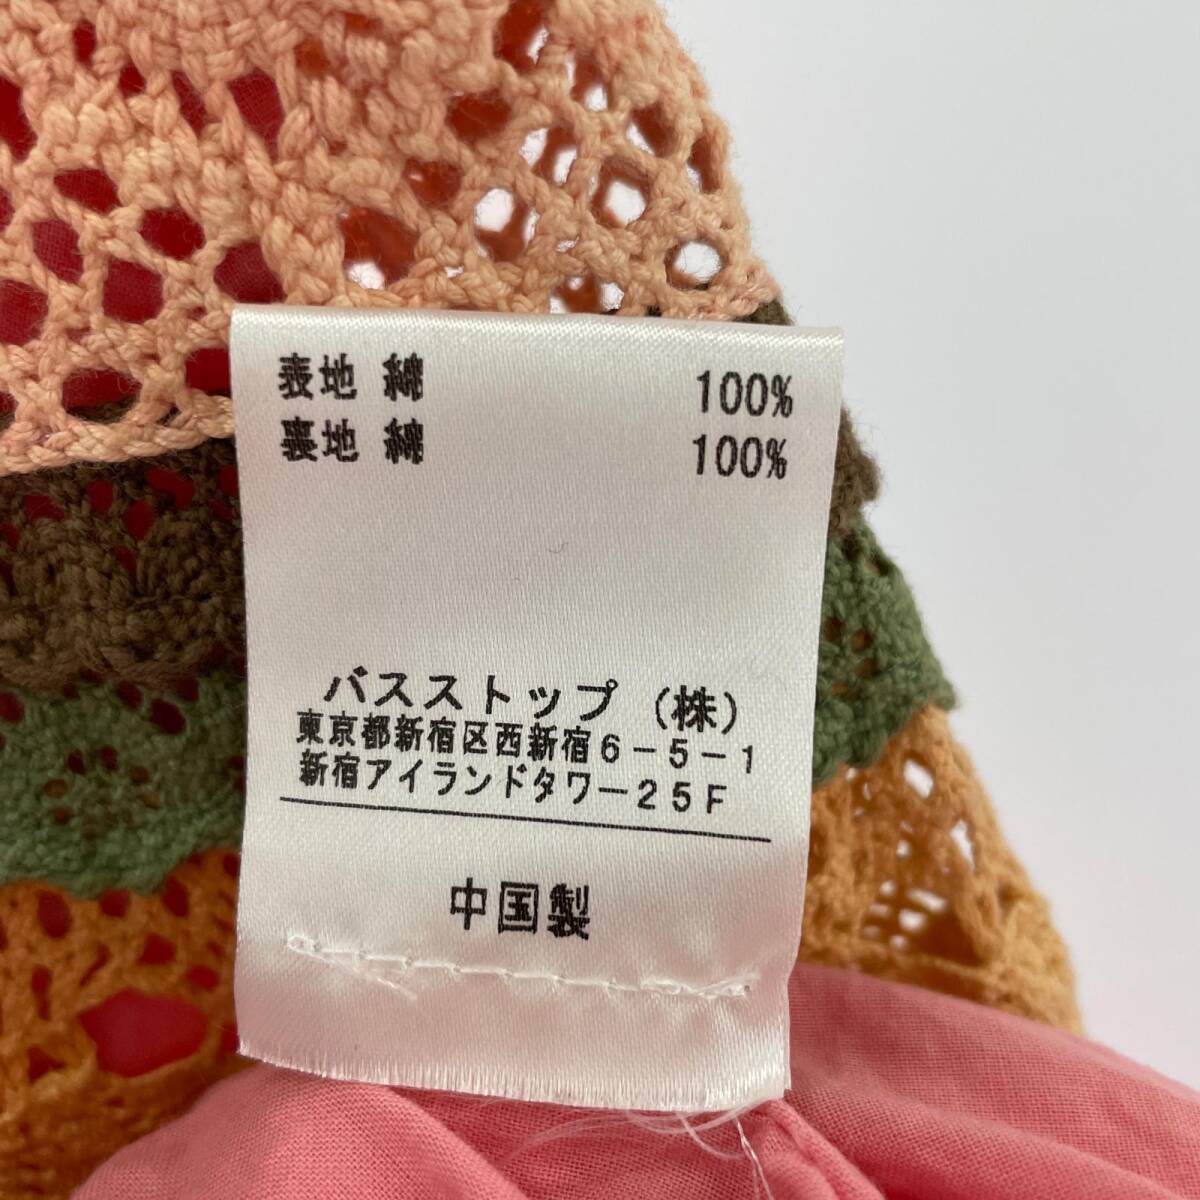 表地 綿 100%
裏地 綿 100%
バスストップ (株)
東京都新宿区西新宿6-5-1
新宿アイランドタワー25F
中国製